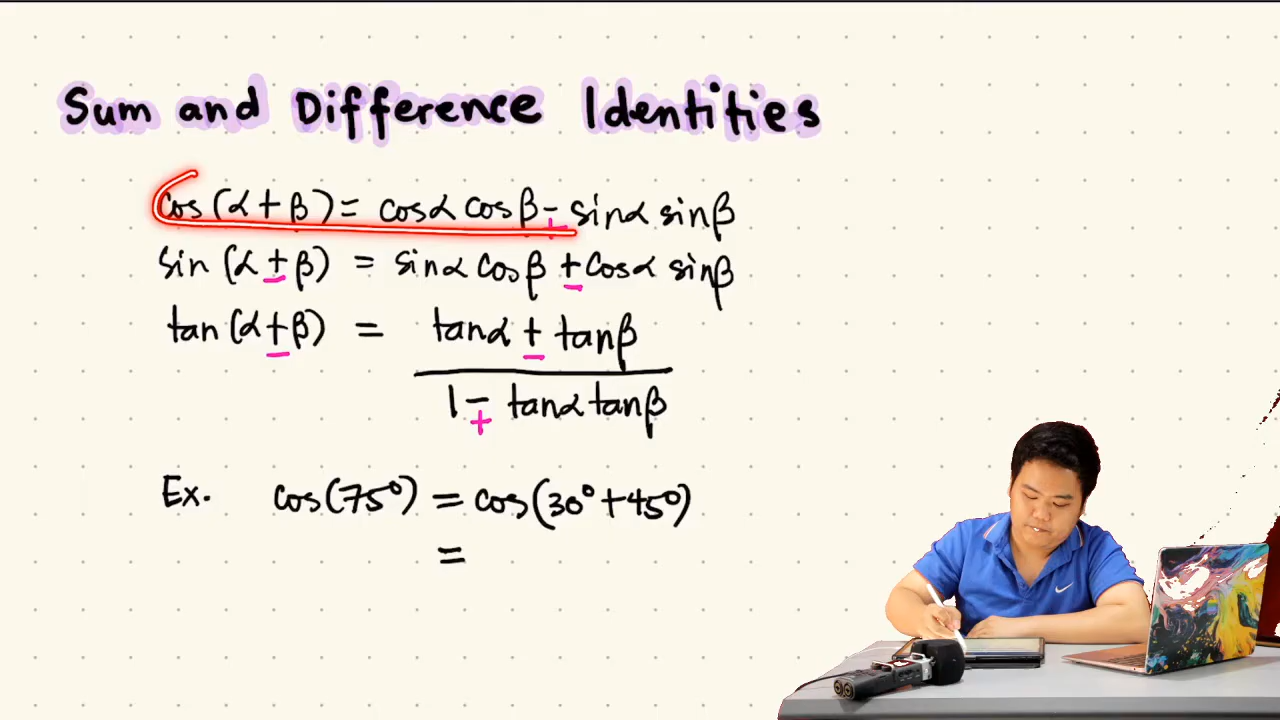 Sum and Difference Identities
cos(α+β) = cosα cosβ -+ sinα sinβ
sin(α±β) = sinα cosβ ± cosα sinβ
tan(α±β) = tanα ± tanβ
1 -+ tanα tanβ
Ex. cos(75°) = cos(30°+45°)
=